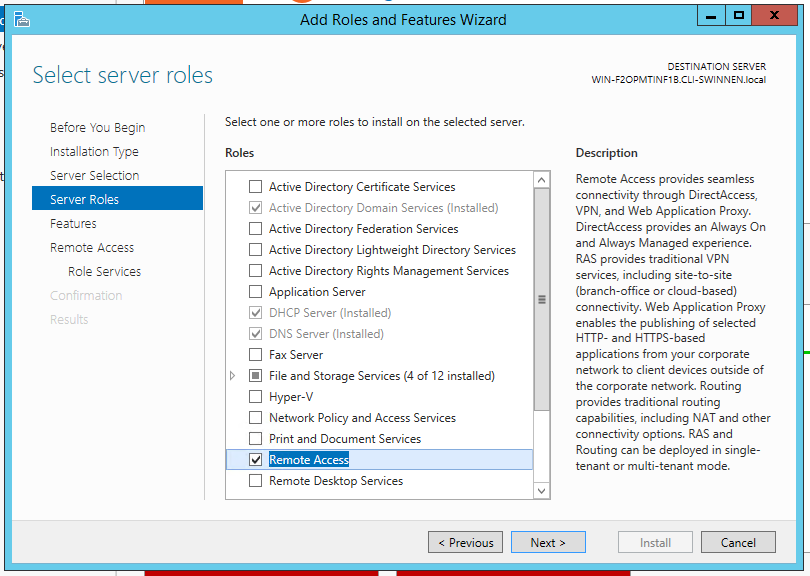 Add Roles and Features Wizard
Select server roles
DESTINATION SERVER
WIN-F2OPMTINF1B.CLI-SWINNEN.local
Before You Begin
Installation Type
Server Selection
Server Roles
Features
Remote Access
Role Services
Confirmation
Results
Select one or more roles to install on the selected server.
Roles
Active Directory Certificate Services
Active Directory Domain Services (Installed)
Active Directory Federation Services
Active Directory Lightweight Directory Services
Active Directory Rights Management Services
Application Server
DHCP Server (Installed)
DNS Server (Installed)
Fax Server
File and Storage Services (4 of 12 installed)
Hyper-V
Network Policy and Access Services
Print and Document Services
Remote Access
Remote Desktop Services
Description
Remote Access provides seamless
connectivity through DirectAccess,
VPN, and Web Application Proxy.
DirectAccess provides an Always On
and Always Managed experience.
RAS provides traditional VPN
services, including site-to-site
(branch-office or cloud-based)
connectivity. Web Application Proxy
enables the publishing of selected
HTTP- and HTTPS-based
applications from your corporate
network to client devices outside of
the corporate network. Routing
provides traditional routing
capabilities, including NAT and other
connectivity options. RAS and
Routing can be deployed in single-
tenant or multi-tenant mode.
< Previous
Next >
Install
Cancel